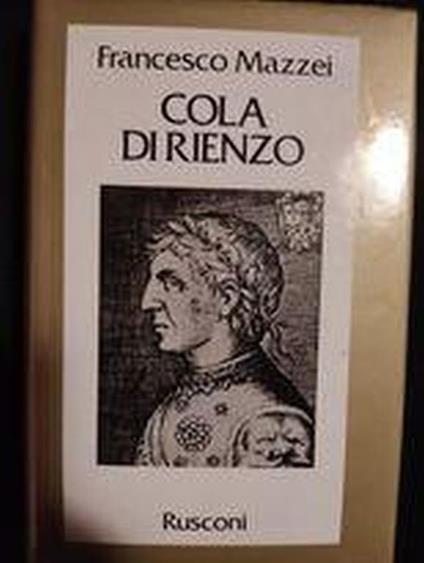 Francesco Mazzei
COLA
DI RIENZO
Rusconi